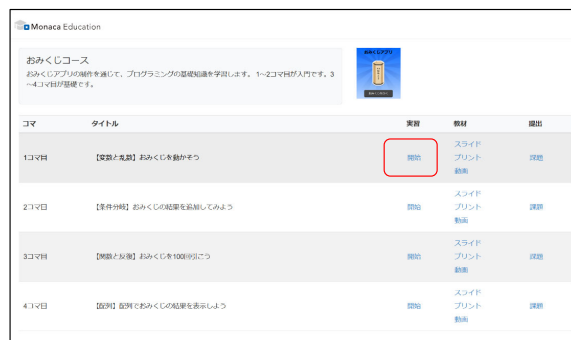 Monaca Education
おみくじコース
おみくじアプリの制作を通じて、プログラミングの基礎知識を学習します。 1～2コマ目が入門です。3
～4コマ目が基礎です。
おみくじアプリ
コマ タイトル 実習 教材 提出
1コマ目 【変数と乱数】おみくじを動かそう 開始 スライド プリント 動画 課題
2コマ目 【条件分岐】おみくじの結果を追加してみよう 開始 スライド プリント 動画 課題
3コマ目 【関数と反復】おみくじを100回引こう 開始 スライド プリント 動画 課題
4コマ目 【配列】配列でおみくじの結果を表示しよう 開始 スライド プリント 動画 課題